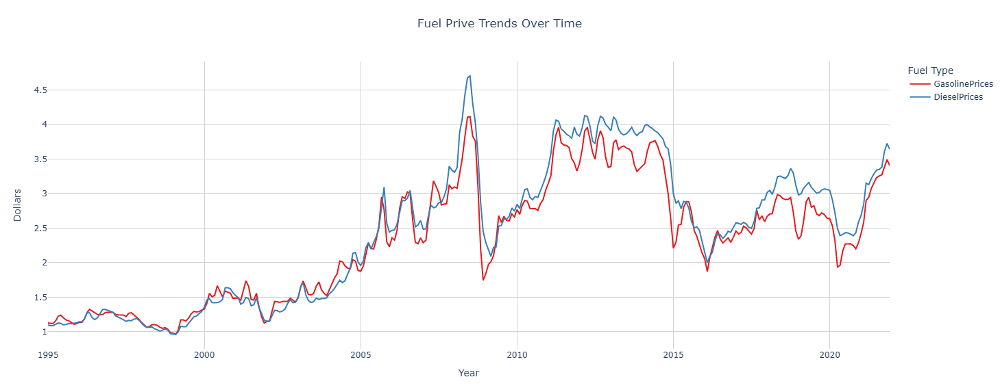 Fuel Prive Trends Over Time
Fuel Type
GasolinePrices
DieselPrices
4.5
4
3.5
3
2.5
2
1.5
1
Dollars
1995
2000
2005
2010
2015
2020
Year